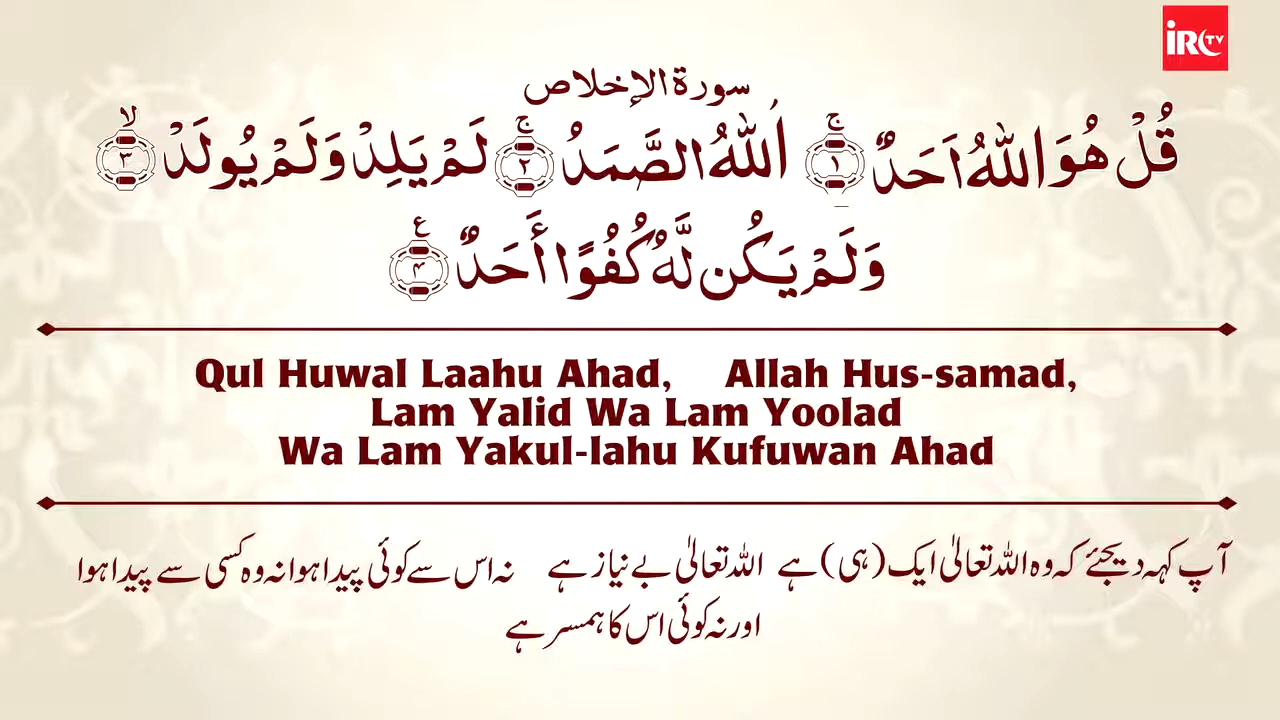 iRC TV
سورة الإخلاص
قُلْ هُوَ اللّٰهُ اَحَدٌ ۚ﴿١﴾ اَللّٰهُ الصَّمَدُ ۚ﴿٢﴾ لَمْ يَلِدْ وَلَمْ يُولَدْ ۙ﴿٣﴾
وَلَمْ يَكُن لَّهُ كُفُوًا أَحَدٌ ﴿۴﴾ ع
Qul Huwal Laahu Ahad, Allah Hus-samad,
Lam Yalid Wa Lam Yoolad
Wa Lam Yakul-lahu Kufuwan Ahad
آپ کہہ دیجئے کہ وہ اللہ تعالیٰ ایک (ہی) ہے اللہ تعالیٰ بے نیاز ہے نہ اس سے کوئی پیدا ہوا نہ وہ کسی سے پیدا ہوا
اور نہ کوئی اس کا ہمسر ہے